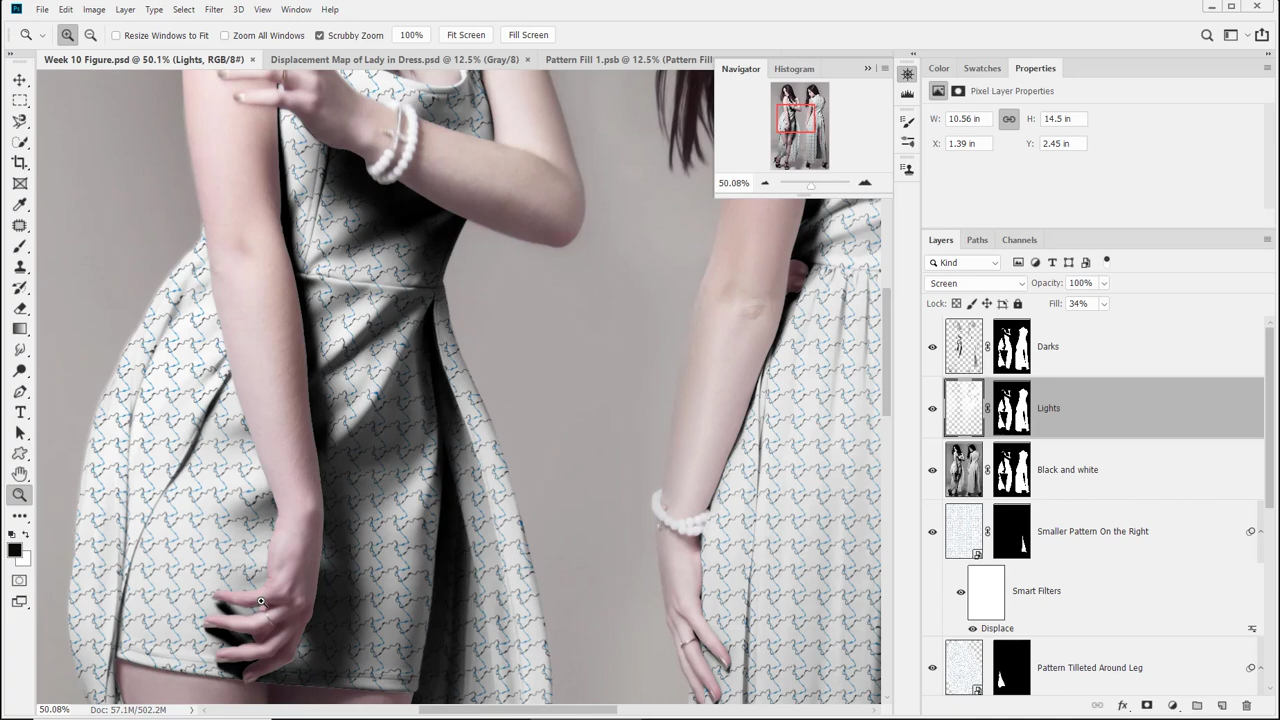 Ps File Edit Image Layer Type Select Filter 3D View Window Help
Resize Windows to Fit Zoom All Windows Scrubby Zoom 100% Fit Screen Fill Screen
Week 10 Figure.psd @ 50.1% (Lights, RGB/8#) × Displacement Map of Lady in Dress.psd @ 12.5% (Gray/8) × Pattern Fill 1.psb @ 12.5% (Pattern Fill
Navigator Histogram
50.08%
Color Swatches Properties
Pixel Layer Properties
W: 10.56 in H: 14.5 in
X: 1.39 in Y: 2.45 in
Layers Paths Channels
Kind
Screen Opacity: 100%
Lock: Fill: 34%
Darks
Lights
Black and white
Smaller Pattern On the Right
Smart Filters
Displace
Pattern Tilleted Around Leg
fx
50.08% Doc: 57.1M/502.2M